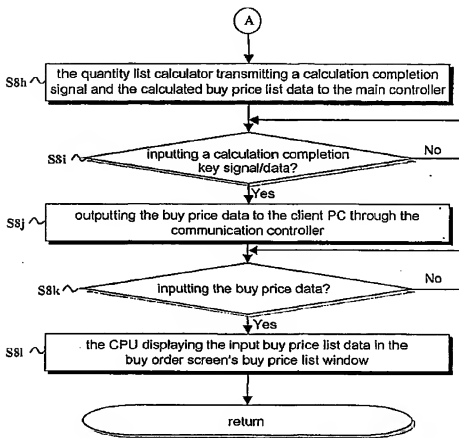 A
S8h
the quantity list calculator transmitting a calculation completion
signal and the calculated buy price list data to the main controller
S8i
inputting a calculation completion
key signal/data?
No
Yes
S8j
outputting the buy price data to the client PC through the
communication controller
S8k
inputting the buy price data?
No
Yes
S8l
the CPU displaying the input buy price list data in the
buy order screen's buy price list window
return